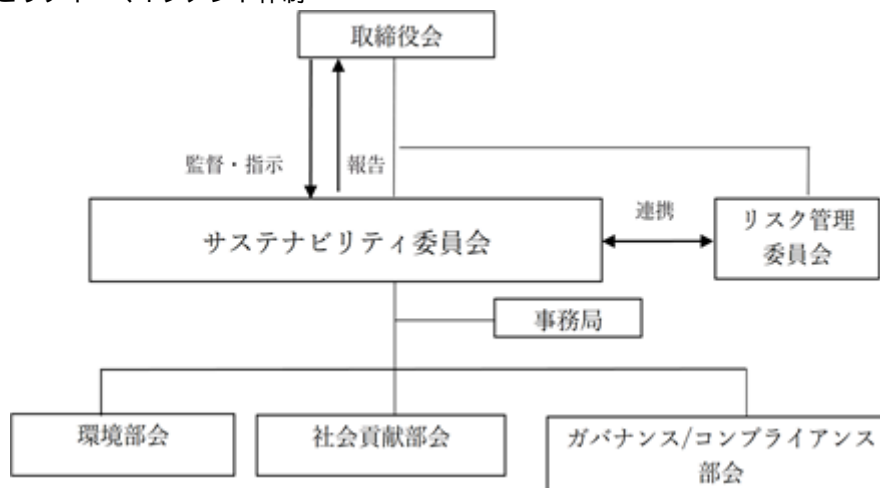 取締役会
監督・指示
報告
サステナビリティ委員会
連携
リスク管理
委員会
事務局
環境部会
社会貢献部会
ガバナンス/コンプライアンス
部会